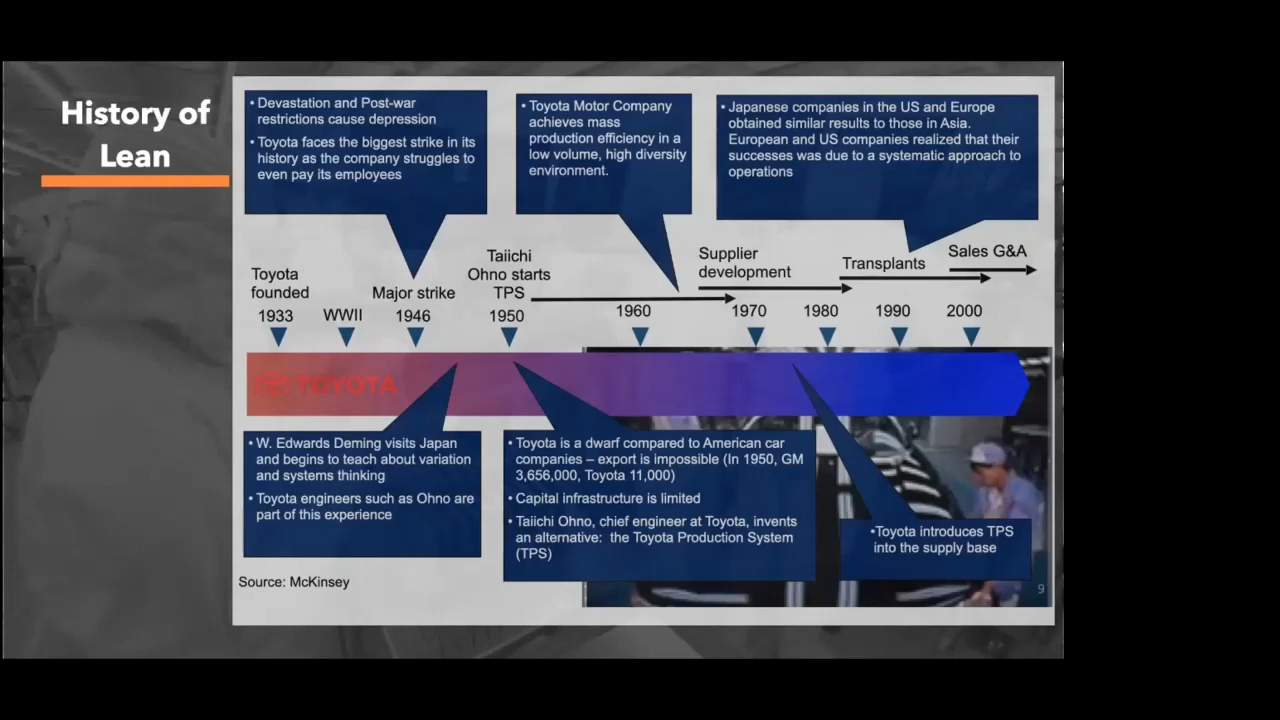 History of
Lean
• Devastation and Post-war
restrictions cause depression
• Toyota faces the biggest strike in its
history as the company struggles to
even pay its employees
• Toyota Motor Company
achieves mass
production efficiency in a
low volume, high diversity
environment.
• Japanese companies in the US and Europe
obtained similar results to those in Asia.
European and US companies realized that their
successes was due to a systematic approach to
operations
Toyota
founded
1933
WWII
Major strike
1946
Taiichi
Ohno starts
TPS
1950
1960
Supplier
development
1970
1980
Transplants
1990
Sales G&A
2000
TOYOTA
• W. Edwards Deming visits Japan
and begins to teach about variation
and systems thinking
• Toyota engineers such as Ohno are
part of this experience
• Toyota is a dwarf compared to American car
companies – export is impossible (In 1950, GM
3,656,000, Toyota 11,000)
• Capital infrastructure is limited
• Taiichi Ohno, chief engineer at Toyota, invents
an alternative: the Toyota Production System
(TPS)
•Toyota introduces TPS
into the supply base
Source: McKinsey
9